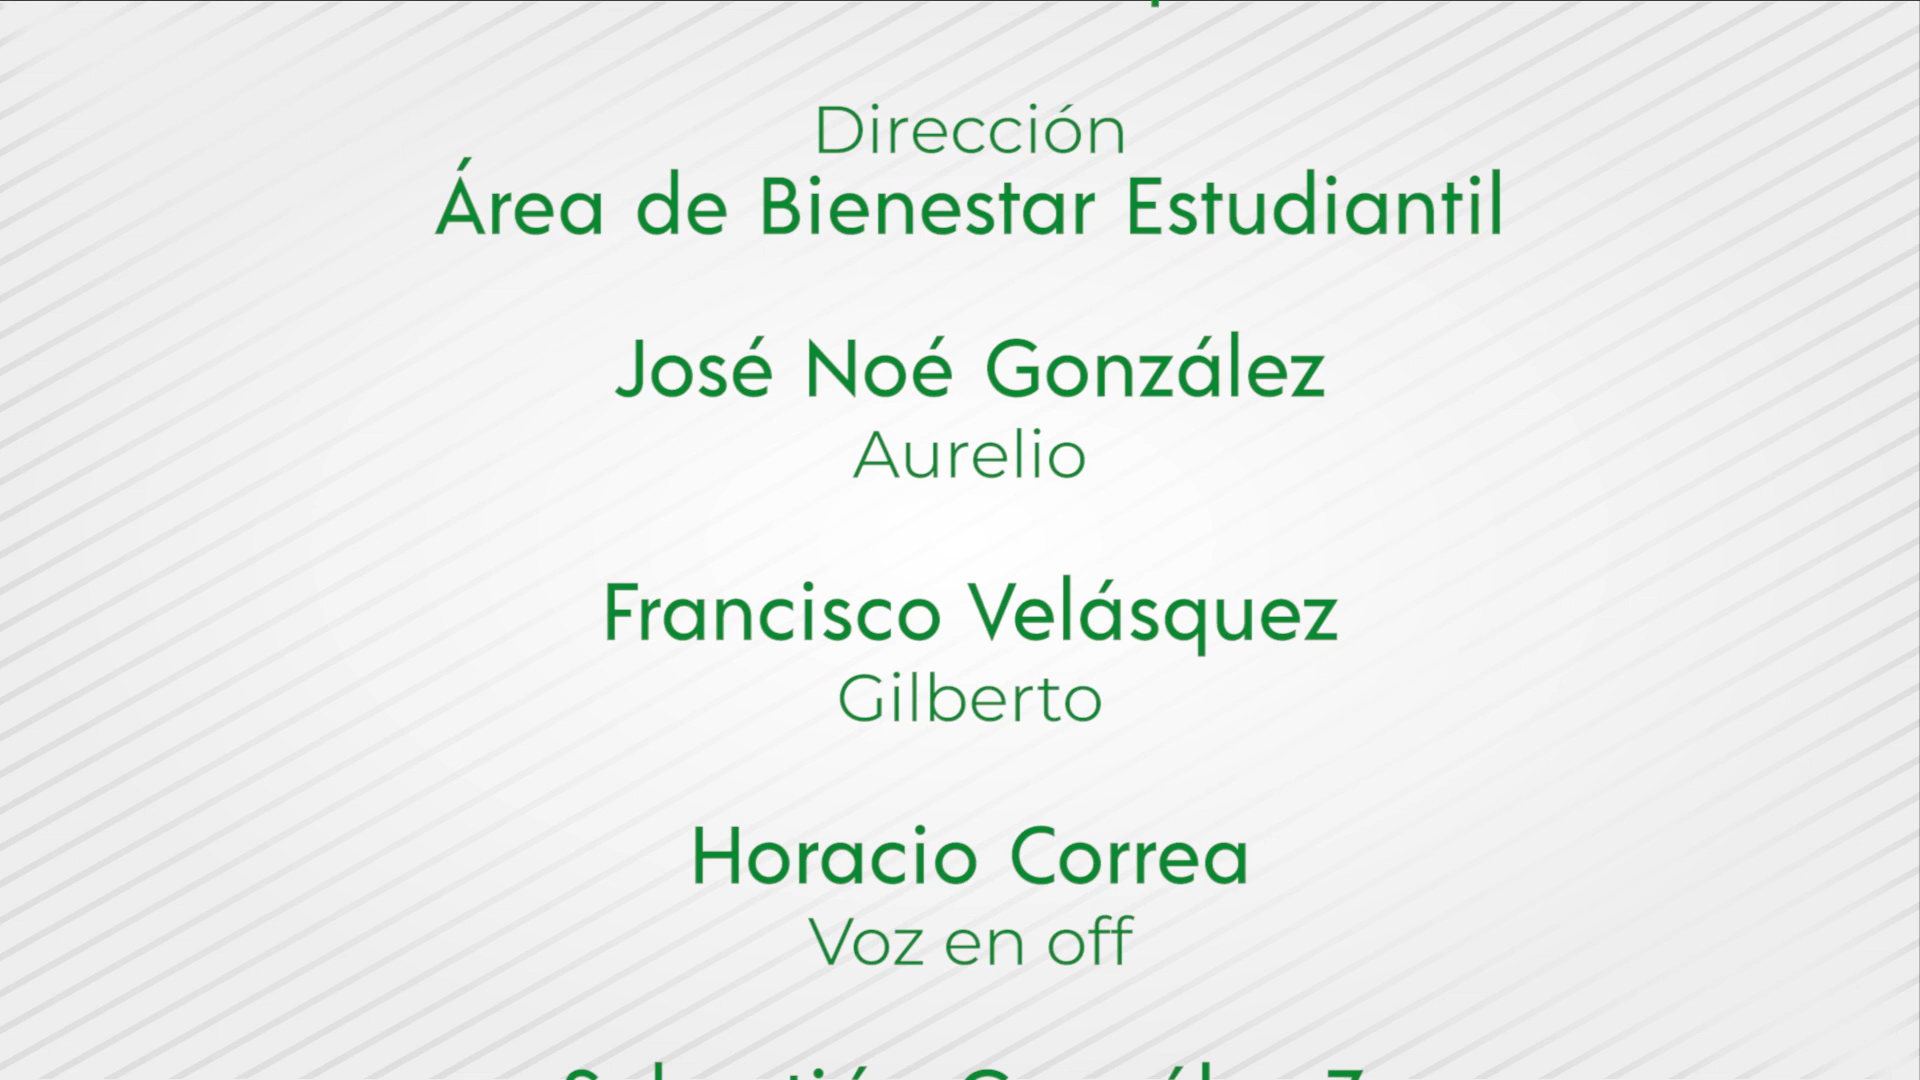 Dirección
Área de Bienestar Estudiantil
José Noé González
Aurelio
Francisco Velásquez
Gilberto
Horacio Correa
Voz en off